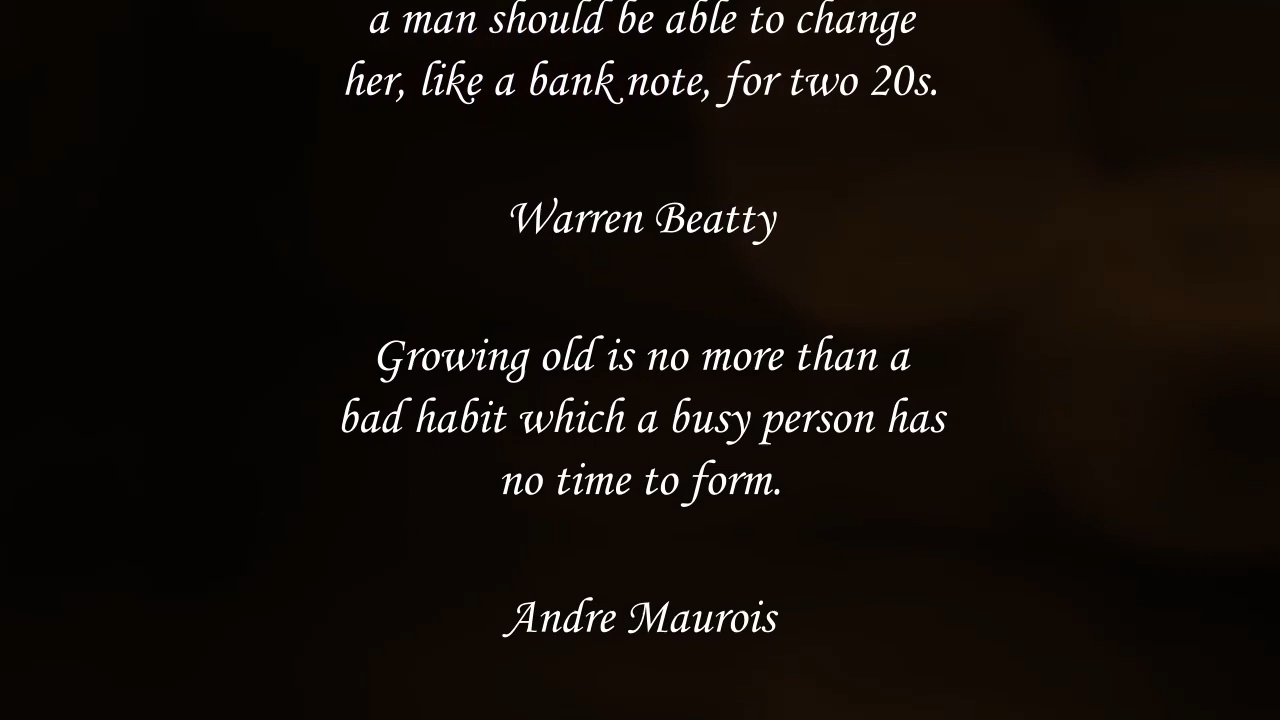 a man should be able to change
her, like a bank note, for two 20s.
Warren Beatty
Growing old is no more than a
bad habit which a busy person has
no time to form.
Andre Maurois